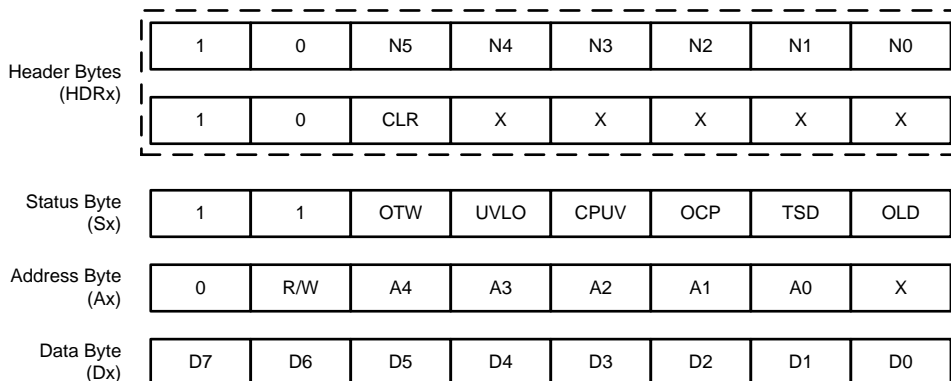 Header Bytes
(HDRx)
1 0 N5 N4 N3 N2 N1 N0
1 0 CLR X X X X X
Status Byte
(Sx)
1 1 OTW UVLO CPUV OCP TSD OLD
Address Byte
(Ax)
0 R/W A4 A3 A2 A1 A0 X
Data Byte
(Dx)
D7 D6 D5 D4 D3 D2 D1 D0